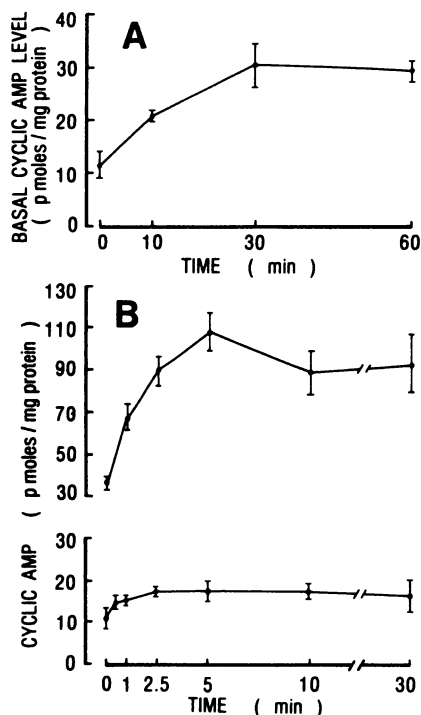 A
BASAL CYCLIC AMP LEVEL
( p moles / mg protein )
40
30
20
10
0
0 10 30 60
TIME ( min )
B
( p moles / mg protein )
130
110
90
70
50
30
CYCLIC AMP
30
20
10
0
0 1 2.5 5 10 30
TIME ( min )